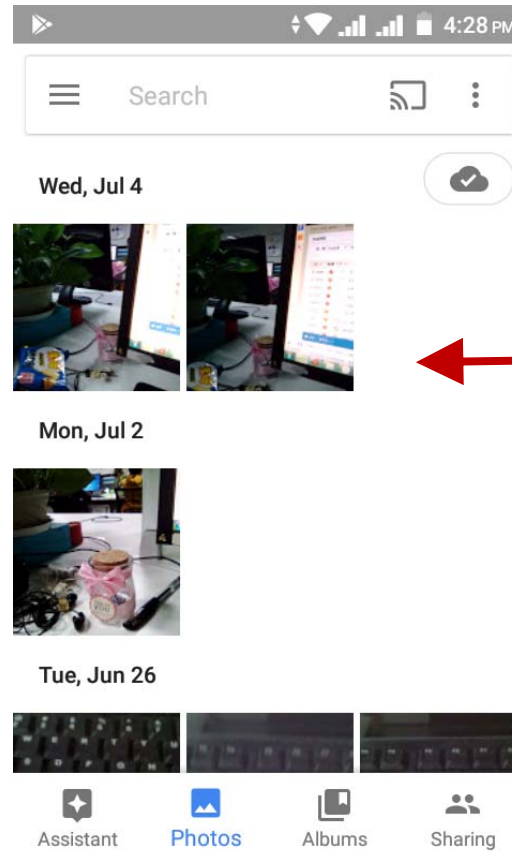 4:28 PM
Search
Wed, Jul 4
Mon, Jul 2
Tue, Jun 26
Assistant Photos Albums Sharing